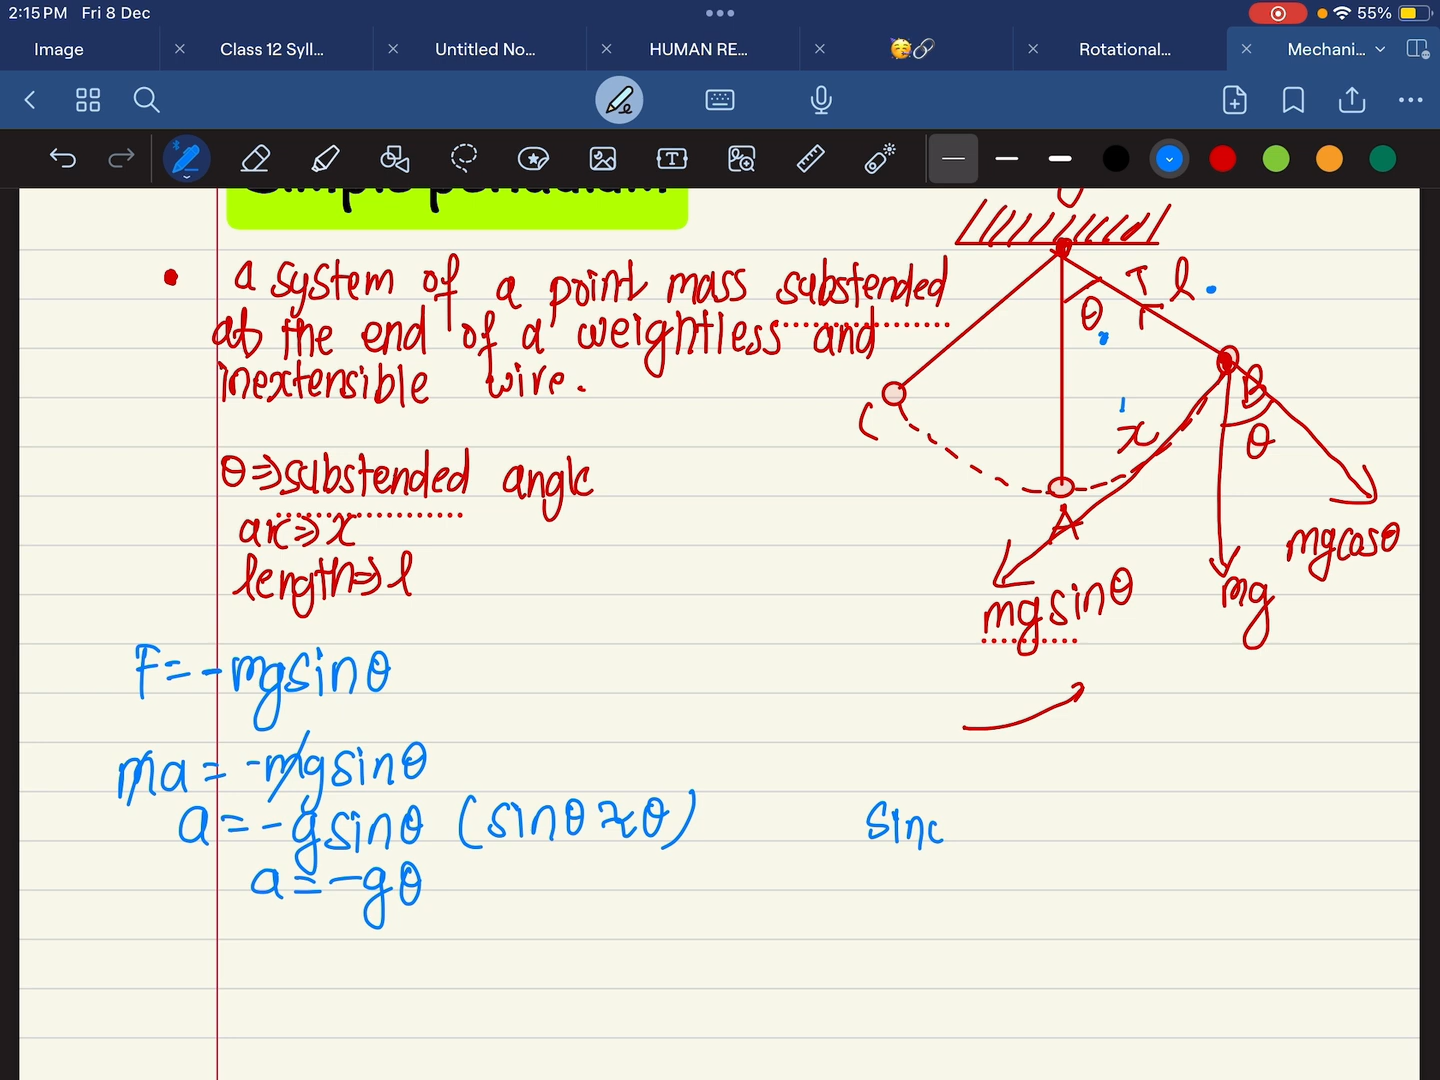 2:15 PM Fri 8 Dec
55%
Image
Class 12 Syll...
Untitled No...
HUMAN RE...
Rotational...
Mechani...
Simple pendulum
• a system of a point mass substended
at the end of a weightless and
inextensible wire.
θ⇒substended angle
arc⇒x
length⇒l
F = -mgsinθ
ma = -mgsinθ
a = -gsinθ (sinθ≈θ)
a = -gθ
θ
T
l
C
x
B
θ
A
mgsinθ
mg
mgcosθ
Sinc